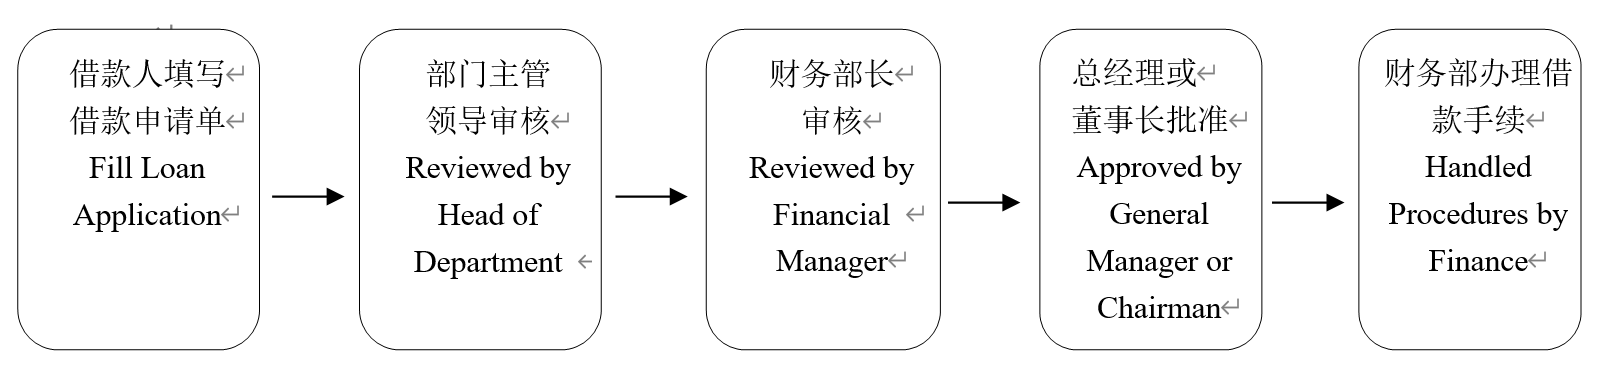 借款人填写
借款申请单
Fill Loan
Application
部门主管
领导审核
Reviewed by
Head of
Department
财务部长
审核
Reviewed by
Financial
Manager
总经理或
董事长批准
Approved by
General
Manager or
Chairman
财务部办理借
款手续
Handled
Procedures by
Finance